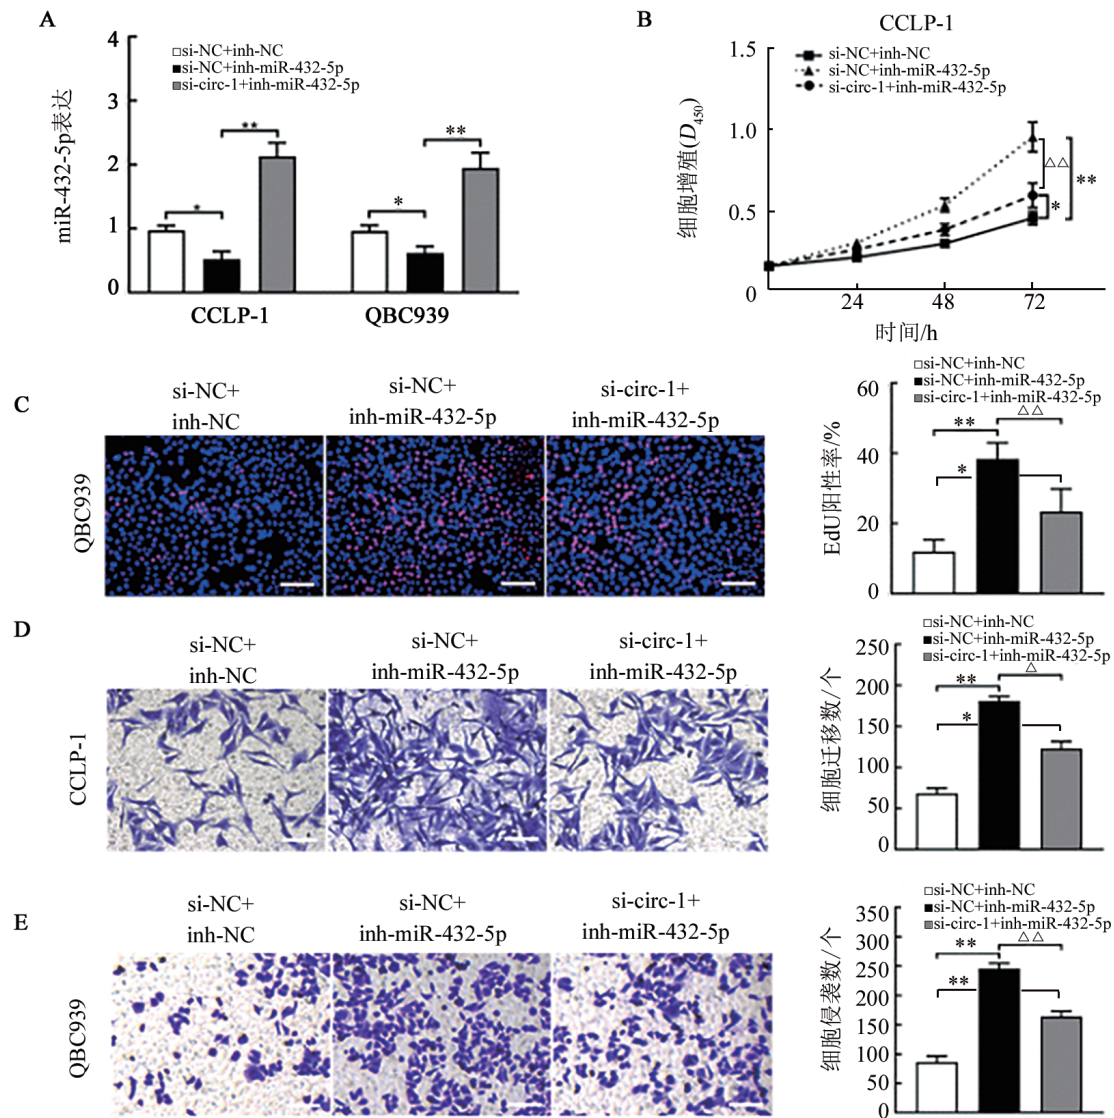 A
4
3
2
1
0
miR-432-5p表达
si-NC+inh-NC
si-NC+inh-miR-432-5p
si-circ-1+inh-miR-432-5p
**
**
*
*
CCLP-1
QBC939
B
CCLP-1
1.5
1.0
0.5
0
细胞增殖(D450)
si-NC+inh-NC
si-NC+inh-miR-432-5p
si-circ-1+inh-miR-432-5p
△△
**
*
24
48
72
时间/h
C
si-NC+
inh-NC
si-NC+
inh-miR-432-5p
si-circ-1+
inh-miR-432-5p
QBC939
si-NC+inh-NC
si-NC+inh-miR-432-5p
si-circ-1+inh-miR-432-5p
60
40
20
0
EdU阳性率/%
△△
**
*
D
si-NC+
inh-NC
si-NC+
inh-miR-432-5p
si-circ-1+
inh-miR-432-5p
CCLP-1
si-NC+inh-NC
si-NC+inh-miR-432-5p
si-circ-1+inh-miR-432-5p
250
200
150
100
50
0
细胞迁移数/个
△
**
*
E
si-NC+
inh-NC
si-NC+
inh-miR-432-5p
si-circ-1+
inh-miR-432-5p
QBC939
si-NC+inh-NC
si-NC+inh-miR-432-5p
si-circ-1+inh-miR-432-5p
350
300
250
200
150
100
50
0
细胞侵袭数/个
△△
**
**